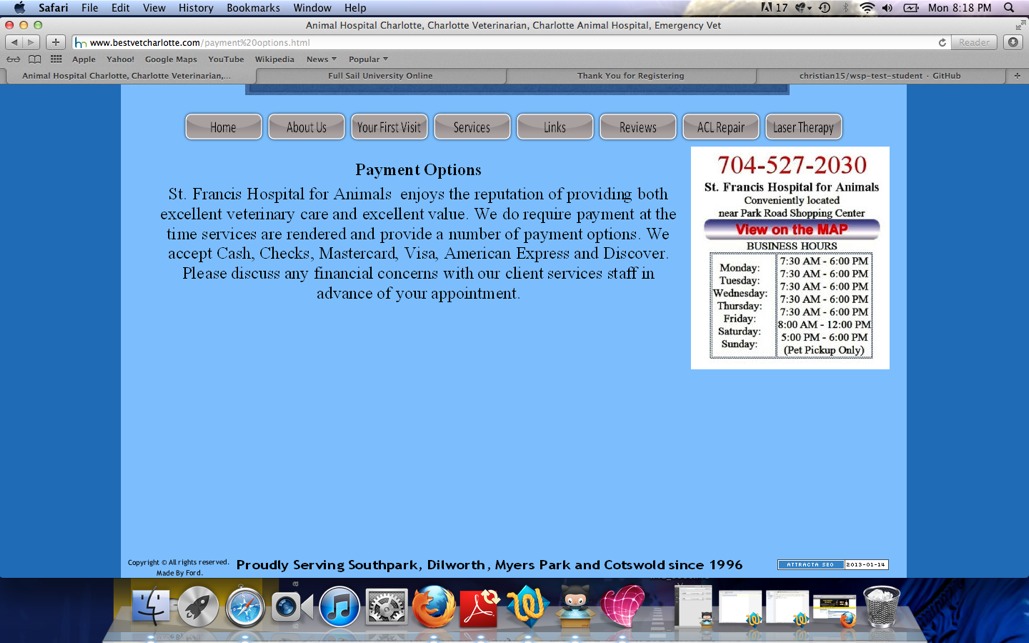 Safari File Edit View History Bookmarks Window Help
17 Mon 8:18 PM
Animal Hospital Charlotte, Charlotte Veterinarian, Charlotte Animal Hospital, Emergency Vet
www.bestvetcharlotte.com/payment%20options.html Reader
Apple Yahoo! Google Maps YouTube Wikipedia News Popular
Animal Hospital Charlotte, Charlotte Veterinarian,... Full Sail University Online Thank You for Registering christian15/wsp-test-student - GitHub
Home About Us Your First Visit Services Links Reviews ACL Repair Laser Therapy
Payment Options
St. Francis Hospital for Animals enjoys the reputation of providing both
excellent veterinary care and excellent value. We do require payment at the
time services are rendered and provide a number of payment options. We
accept Cash, Checks, Mastercard, Visa, American Express and Discover.
Please discuss any financial concerns with our client services staff in
advance of your appointment.
704-527-2030
St. Francis Hospital for Animals
Conveniently located
near Park Road Shopping Center
View on the MAP
BUSINESS HOURS
Monday: 7:30 AM - 6:00 PM
Tuesday: 7:30 AM - 6:00 PM
Wednesday: 7:30 AM - 6:00 PM
Thursday: 7:30 AM - 6:00 PM
Friday: 7:30 AM - 6:00 PM
Saturday: 8:00 AM - 12:00 PM
Sunday: 5:00 PM - 6:00 PM
(Pet Pickup Only)
Copyright © All rights reserved.
Made By Ford.
Proudly Serving Southpark, Dilworth, Myers Park and Cotswold since 1996
ATTRACTA SEO 2013-01-14